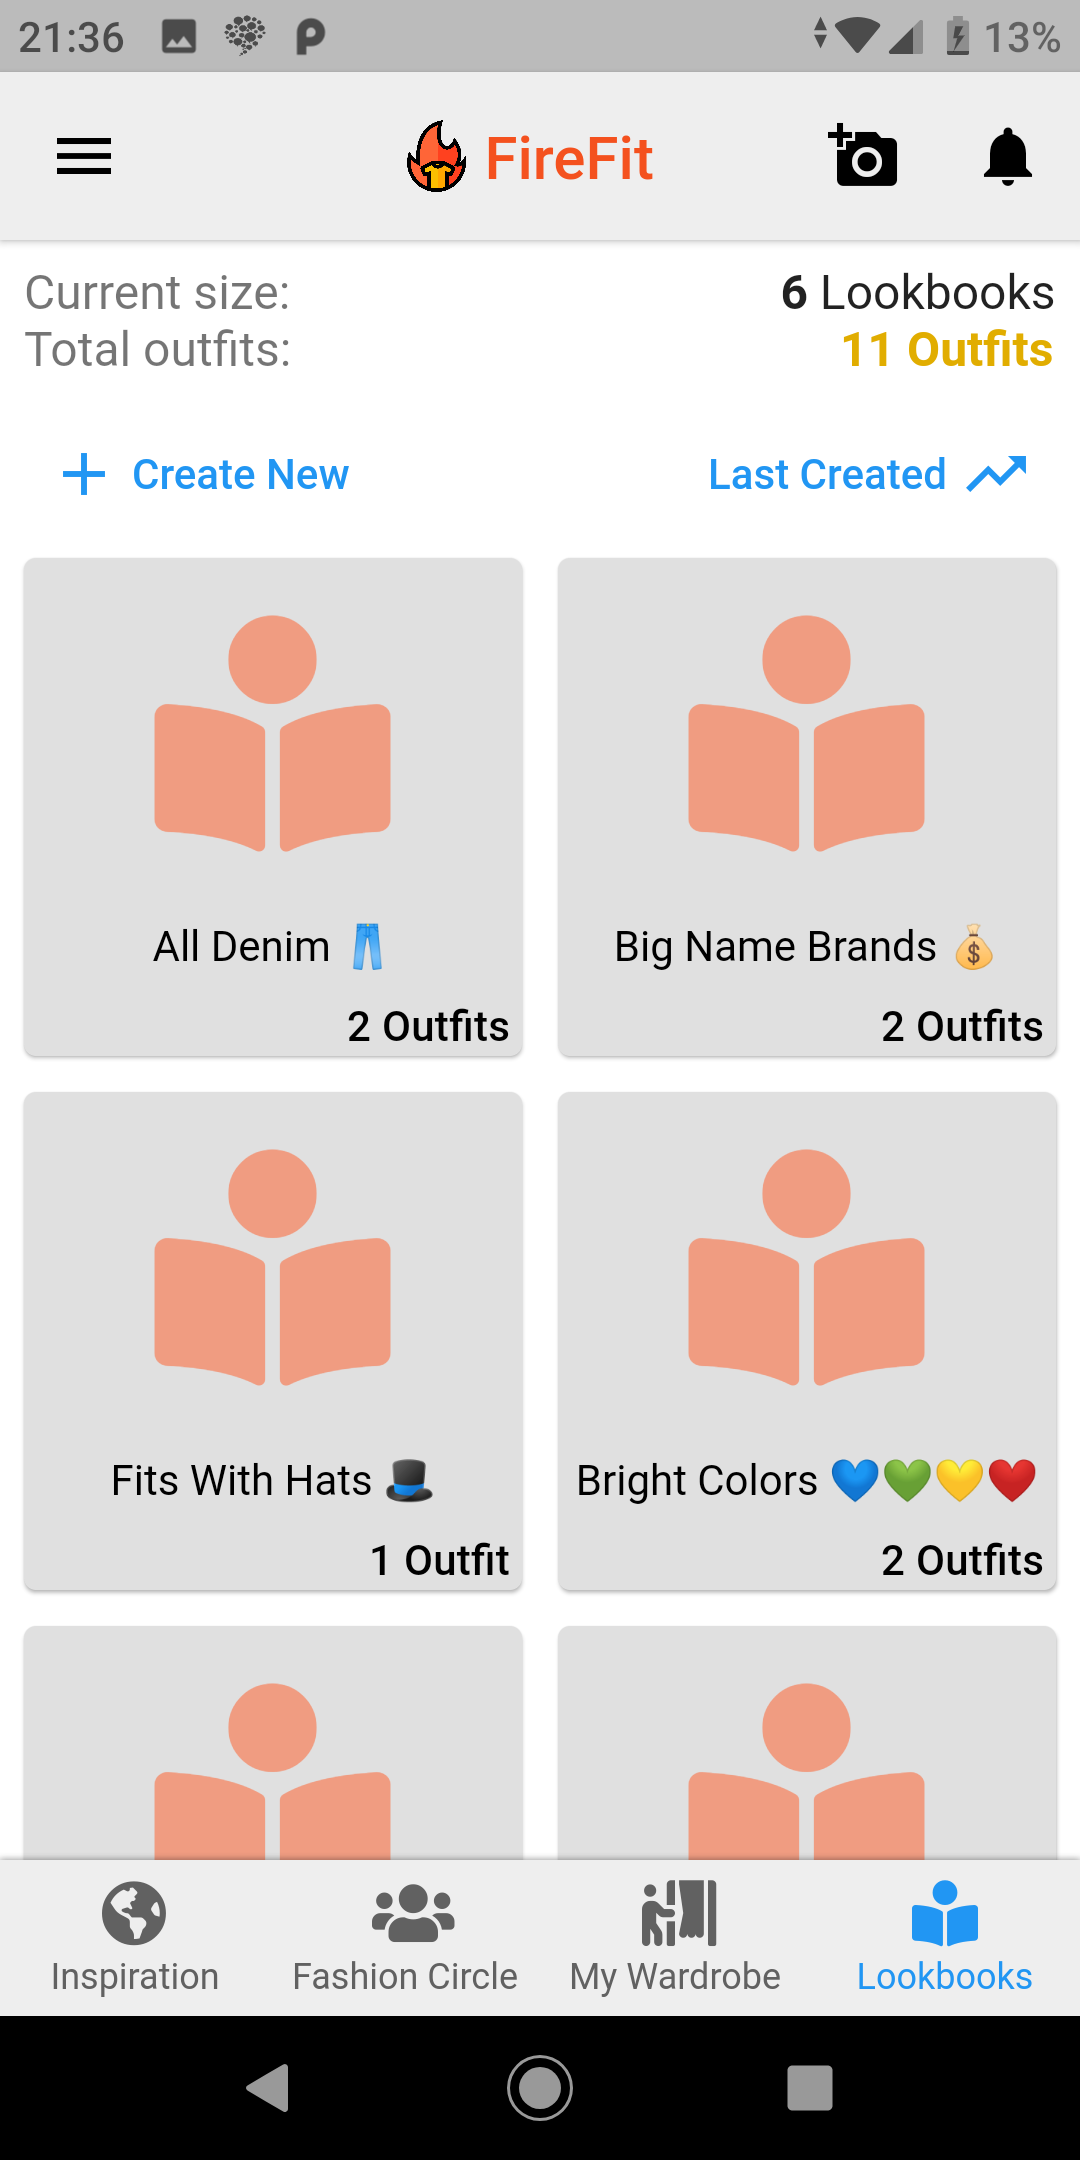 21:36 13%
FireFit
Current size: 6 Lookbooks
Total outfits: 11 Outfits
Create New Last Created
All Denim 👖
2 Outfits
Big Name Brands 💰
2 Outfits
Fits With Hats 🎩
1 Outfit
Bright Colors 💙💚💛❤️
2 Outfits
Inspiration Fashion Circle My Wardrobe Lookbooks